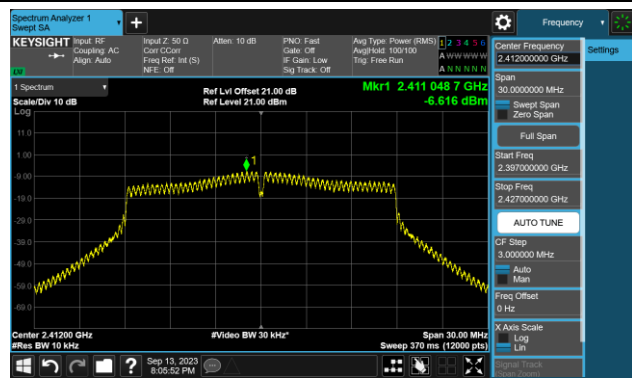 Spectrum Analyzer 1
Swept SA
Frequency
KEYSIGHT
Input: RF
Coupling: AC
Align: Auto
Input Z: 50 Ω
Corr CCorr
Freq Ref: Int (S)
NFE: Off
Atten: 10 dB
PNO: Fast
Gate: Off
IF Gain: Low
Sig Track: Off
Avg Type: Power (RMS)
Avg|Hold: 100/100
Trig: Free Run
1 2 3 4 5 6
A W W W W W
A N N N N N
LXI
1 Spectrum
Scale/Div 10 dB
Log
Ref Lvl Offset 21.00 dB
Ref Level 21.00 dBm
Mkr1 2.411 048 7 GHz
-6.616 dBm
11.0
1.00
-9.00
-19.0
-29.0
-39.0
-49.0
-59.0
-69.0
1
Center 2.41200 GHz
#Res BW 10 kHz
#Video BW 30 kHz*
Span 30.00 MHz
Sweep 370 ms (12000 pts)
Center Frequency
2.412000000 GHz
Settings
Span
30.0000000 MHz
Swept Span
Zero Span
Full Span
Start Freq
2.397000000 GHz
Stop Freq
2.427000000 GHz
AUTO TUNE
CF Step
3.000000 MHz
Auto
Man
Freq Offset
0 Hz
X Axis Scale
Log
Lin
Signal Track
(Span Zoom)
Sep 13, 2023
8:05:52 PM